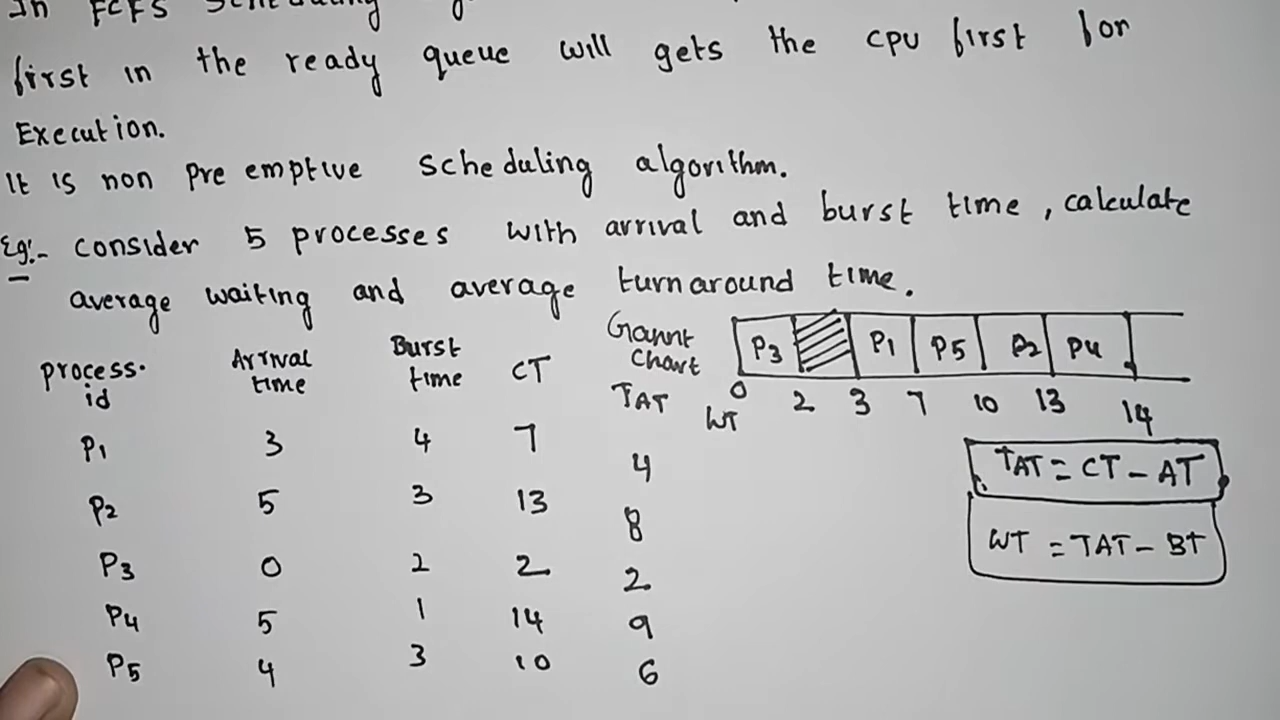 In FCFS Scheduling
first in the ready queue will gets the cpu first for
Execution.
It is non Pre emptive Scheduling algorithm.
Eg:- consider 5 processes with arrival and burst time, calculate
average waiting and average turnaround time.
Gannt Chart P3 P1 P5 P2 P4
0 2 3 7 10 13 14
process id Arrival time Burst time CT TAT WT
P1 3 4 7 4
P2 5 3 13 8
P3 0 2 2 2
P4 5 1 14 9
P5 4 3 10 6
TAT = CT - AT
WT = TAT - BT